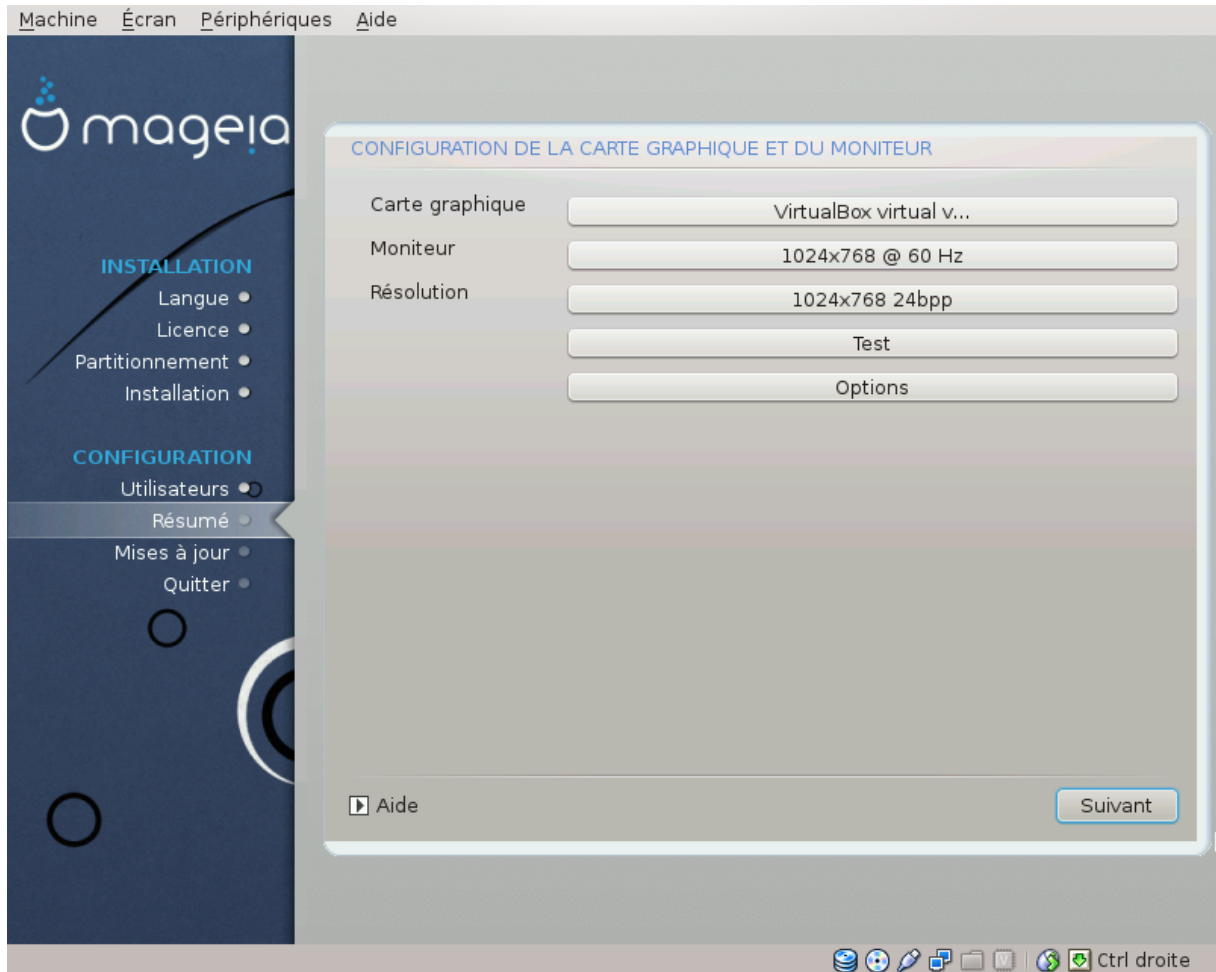 Machine Écran Périphériques Aide
mageia
INSTALLATION
Langue
Licence
Partitionnement
Installation
CONFIGURATION
Utilisateurs
Résumé
Mises à jour
Quitter
CONFIGURATION DE LA CARTE GRAPHIQUE ET DU MONITEUR
Carte graphique VirtualBox virtual v...
Moniteur 1024x768 @ 60 Hz
Résolution 1024x768 24bpp
Test
Options
Aide Suivant
Ctrl droite